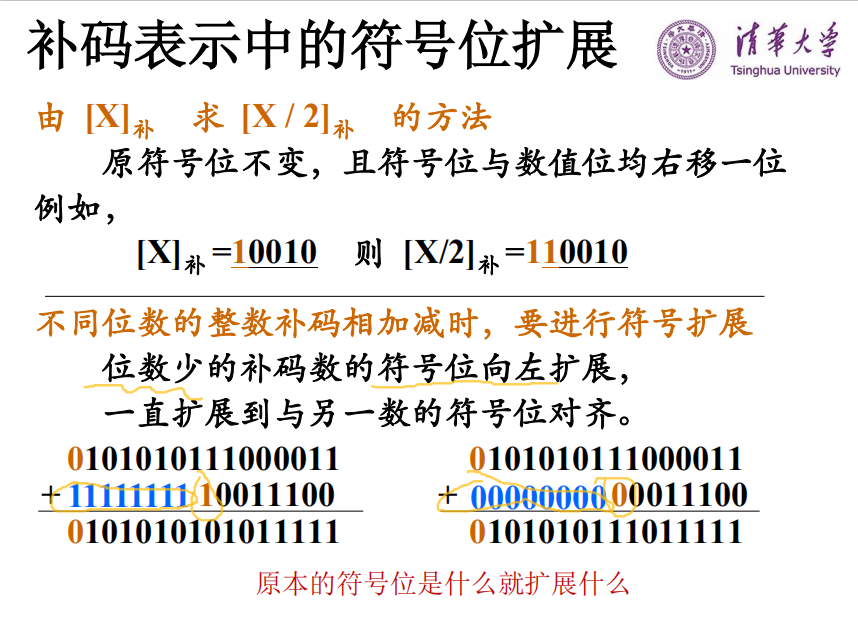 补码表示中的符号位扩展
清华大学
Tsinghua University
由 [X]补 求 [X / 2]补 的方法
原符号位不变，且符号位与数值位均右移一位
例如，
[X]补 =10010 则 [X/2]补 =110010
不同位数的整数补码相加减时，要进行符号扩展
位数少的补码数的符号位向左扩展，
一直扩展到与另一数的符号位对齐。
0101010111000011 0101010111000011
+ 11111111 10011100 + 00000000 00011100
0101010101011111 0101010111011111
原本的符号位是什么就扩展什么